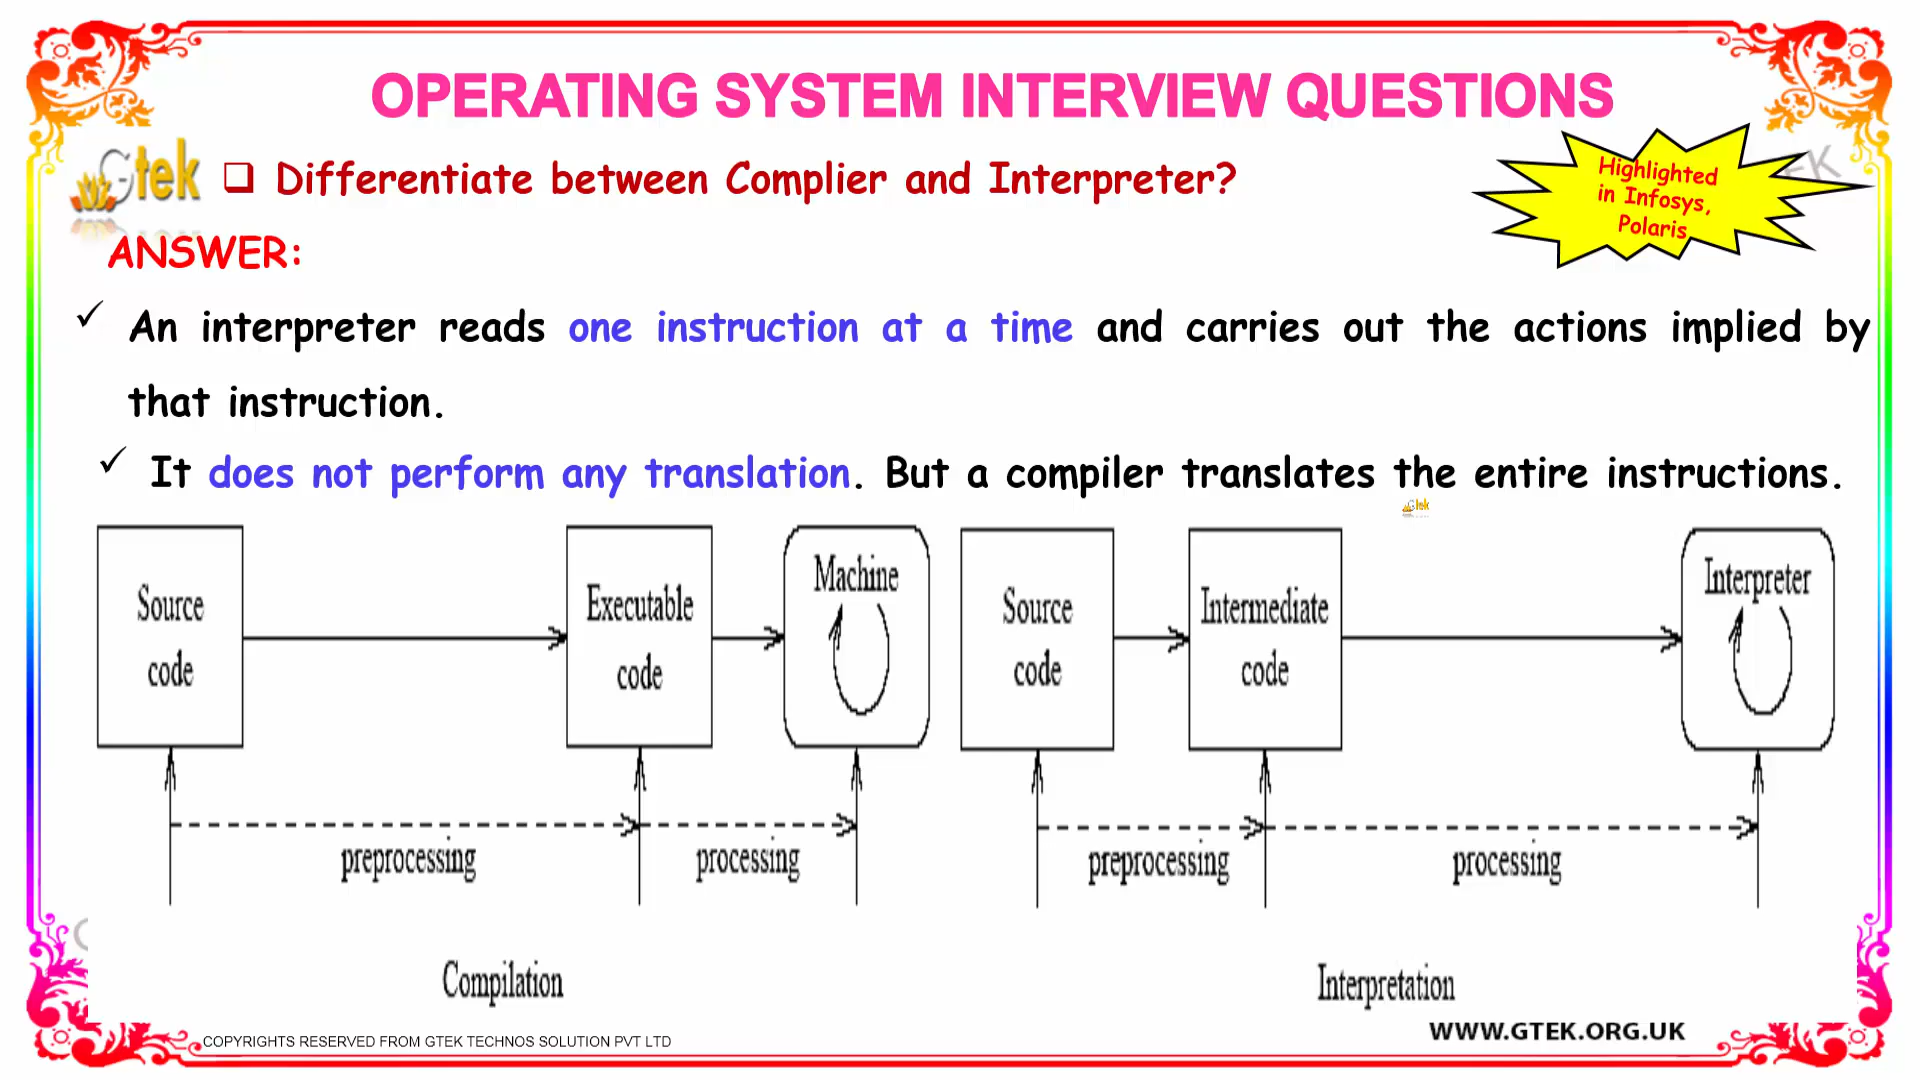 OPERATING SYSTEM INTERVIEW QUESTIONS
Gtek
Differentiate between Complier and Interpreter?
Highlighted
in Infosys,
Polaris
ANSWER:
An interpreter reads one instruction at a time and carries out the actions implied by
that instruction.
It does not perform any translation. But a compiler translates the entire instructions.
Gtek
Source
code
Executable
code
Machine
preprocessing
processing
Compilation
Source
code
Intermediate
code
Interpreter
preprocessing
processing
Interpretation
COPYRIGHTS RESERVED FROM GTEK TECHNOS SOLUTION PVT LTD
WWW.GTEK.ORG.UK